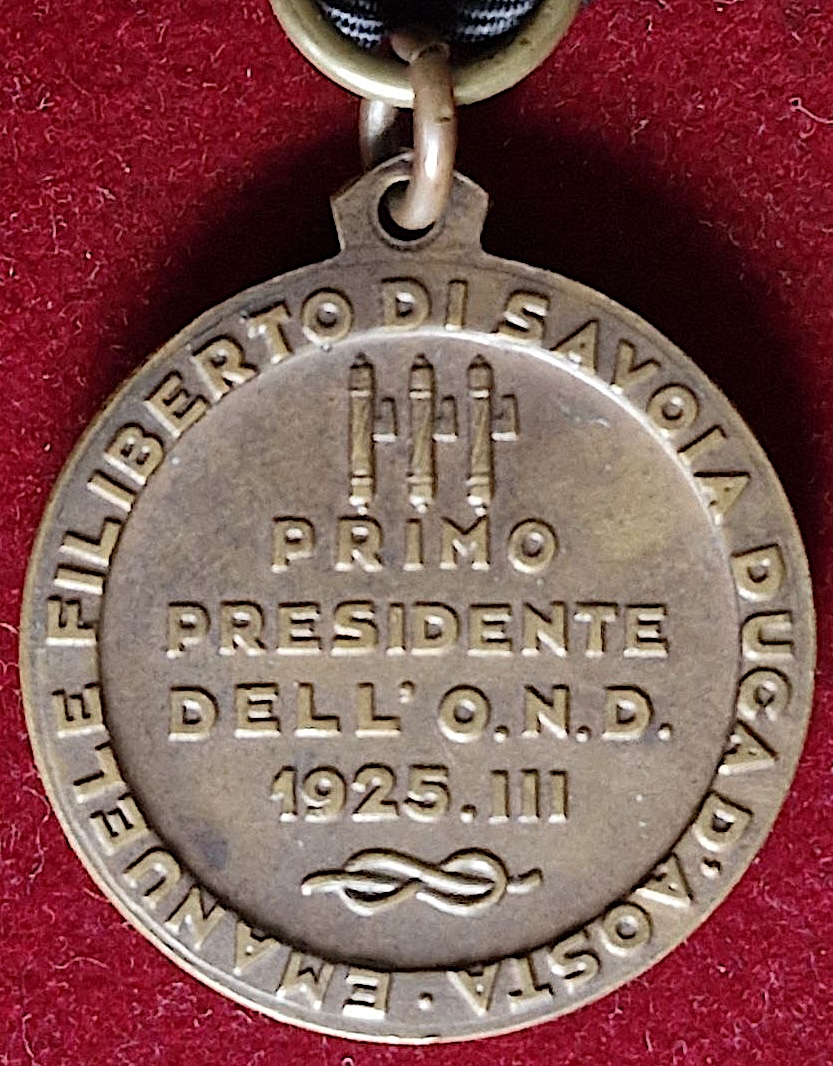 EMANUELE FILIBERTO DI SAVOIA DUCA D'AOSTA ·
PRIMO
PRESIDENTE
DELL' O.N.D.
1925.III